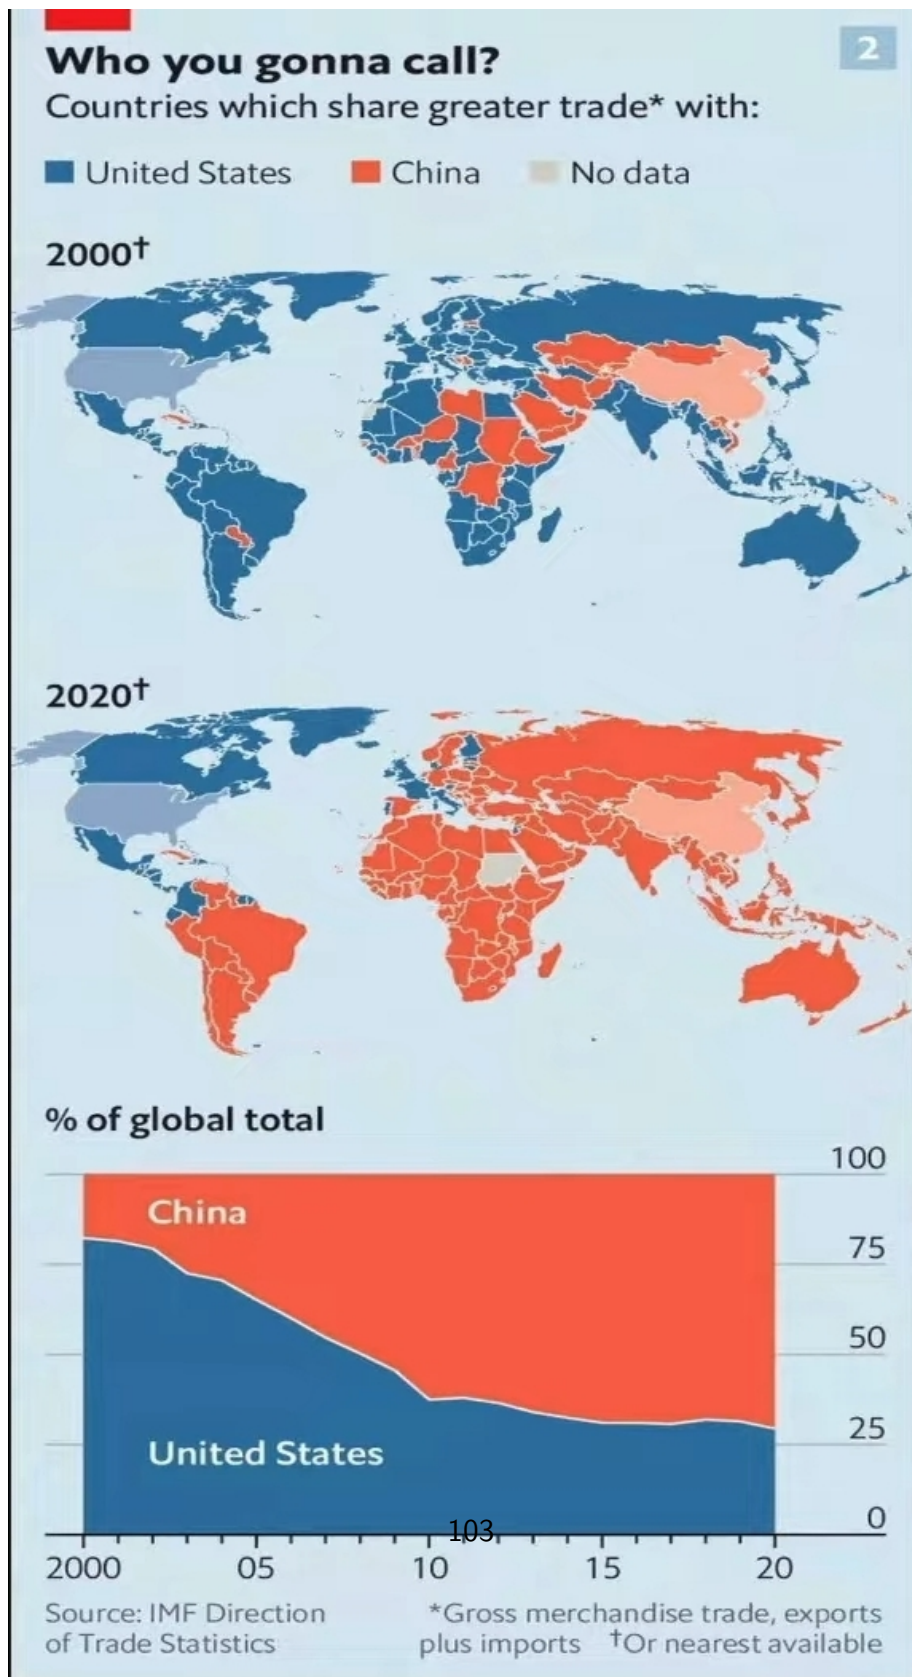 Who you gonna call?
2
Countries which share greater trade* with:
United States
China
No data
2000†
2020†
% of global total
100
China
75
50
25
United States
0
103
2000
05
10
15
20
Source: IMF Direction
of Trade Statistics
*Gross merchandise trade, exports
plus imports †Or nearest available